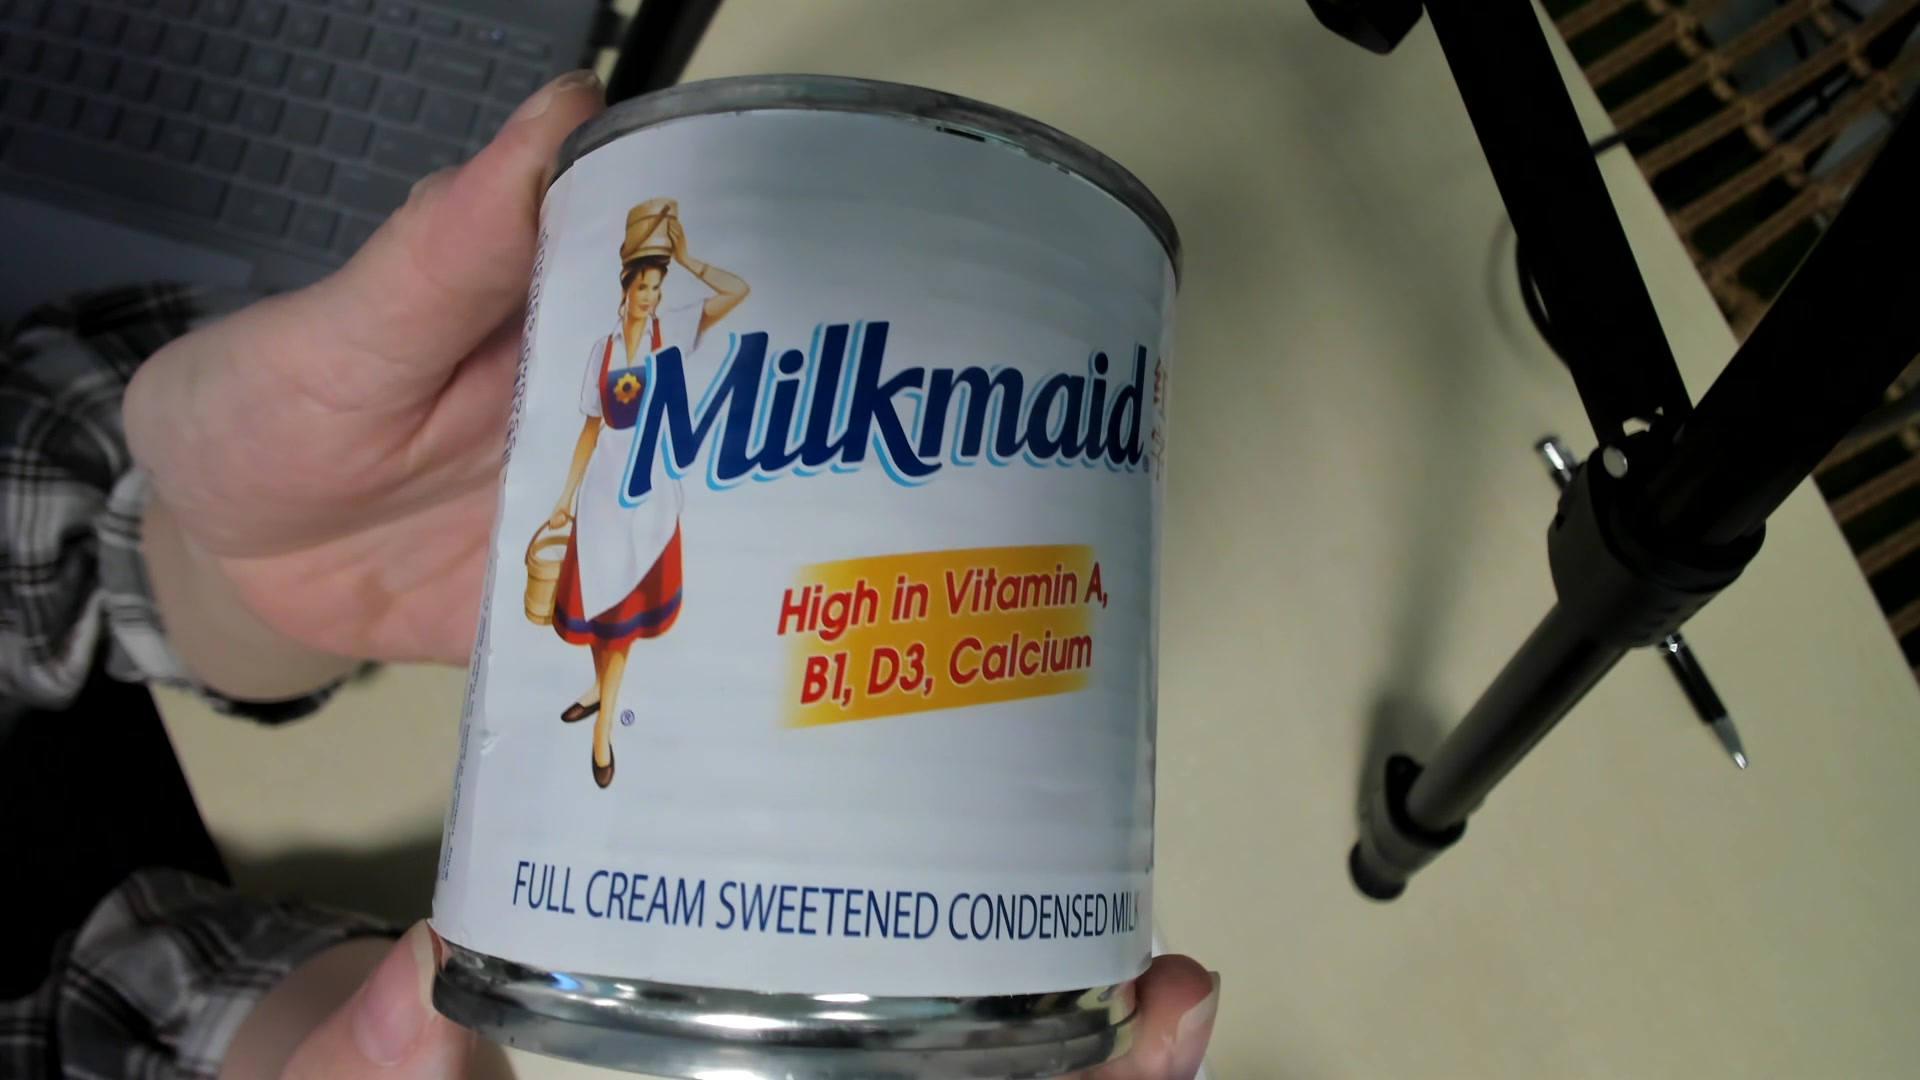 Milkmaid®
High in Vitamin A,
B1, D3, Calcium
®
FULL CREAM SWEETENED CONDENSED MILK